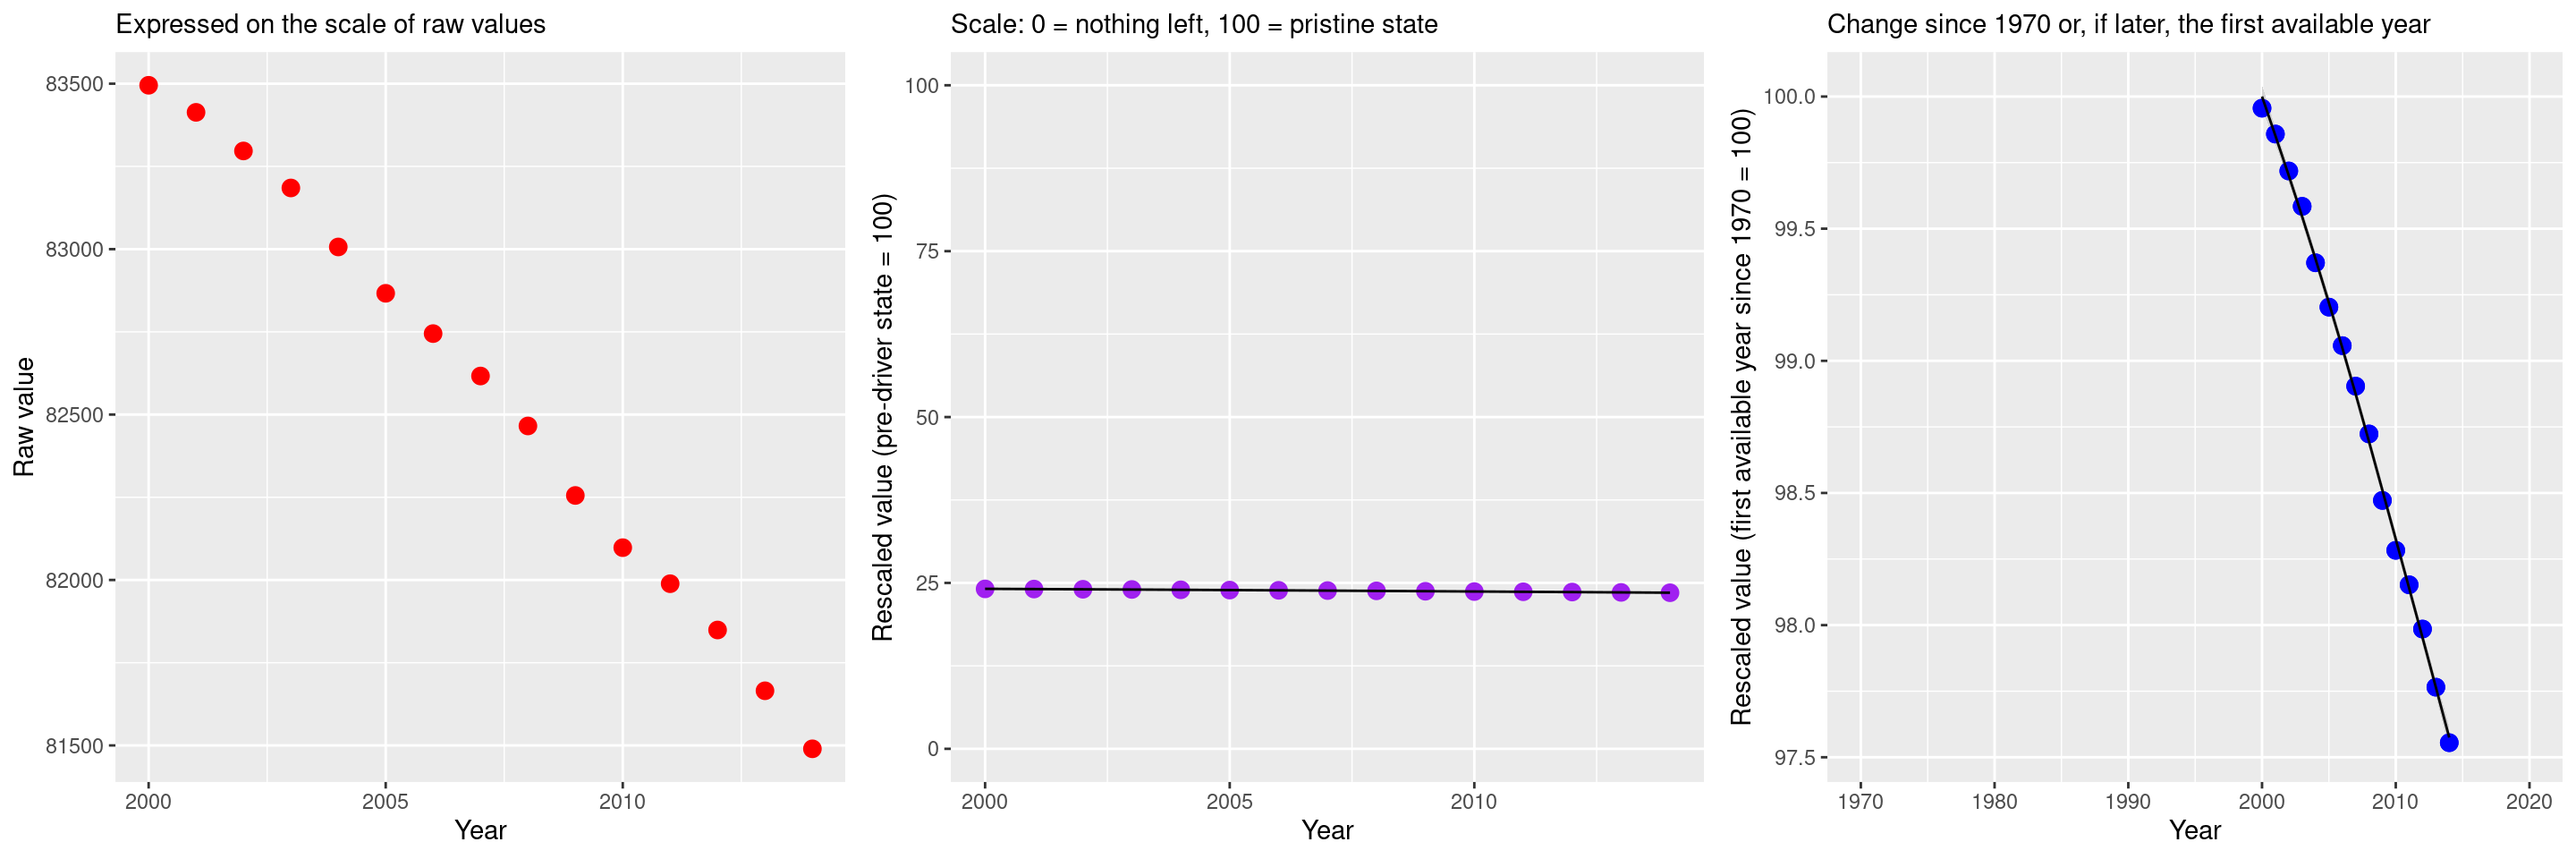 Expressed on the scale of raw values
Raw value
83500
83000
82500
82000
81500
2000 2005 2010
Year
Scale: 0 = nothing left, 100 = pristine state
Rescaled value (pre-driver state = 100)
100
75
50
25
0
2000 2005 2010
Year
Change since 1970 or, if later, the first available year
Rescaled value (first available year since 1970 = 100)
100.0
99.5
99.0
98.5
98.0
97.5
1970 1980 1990 2000 2010 2020
Year